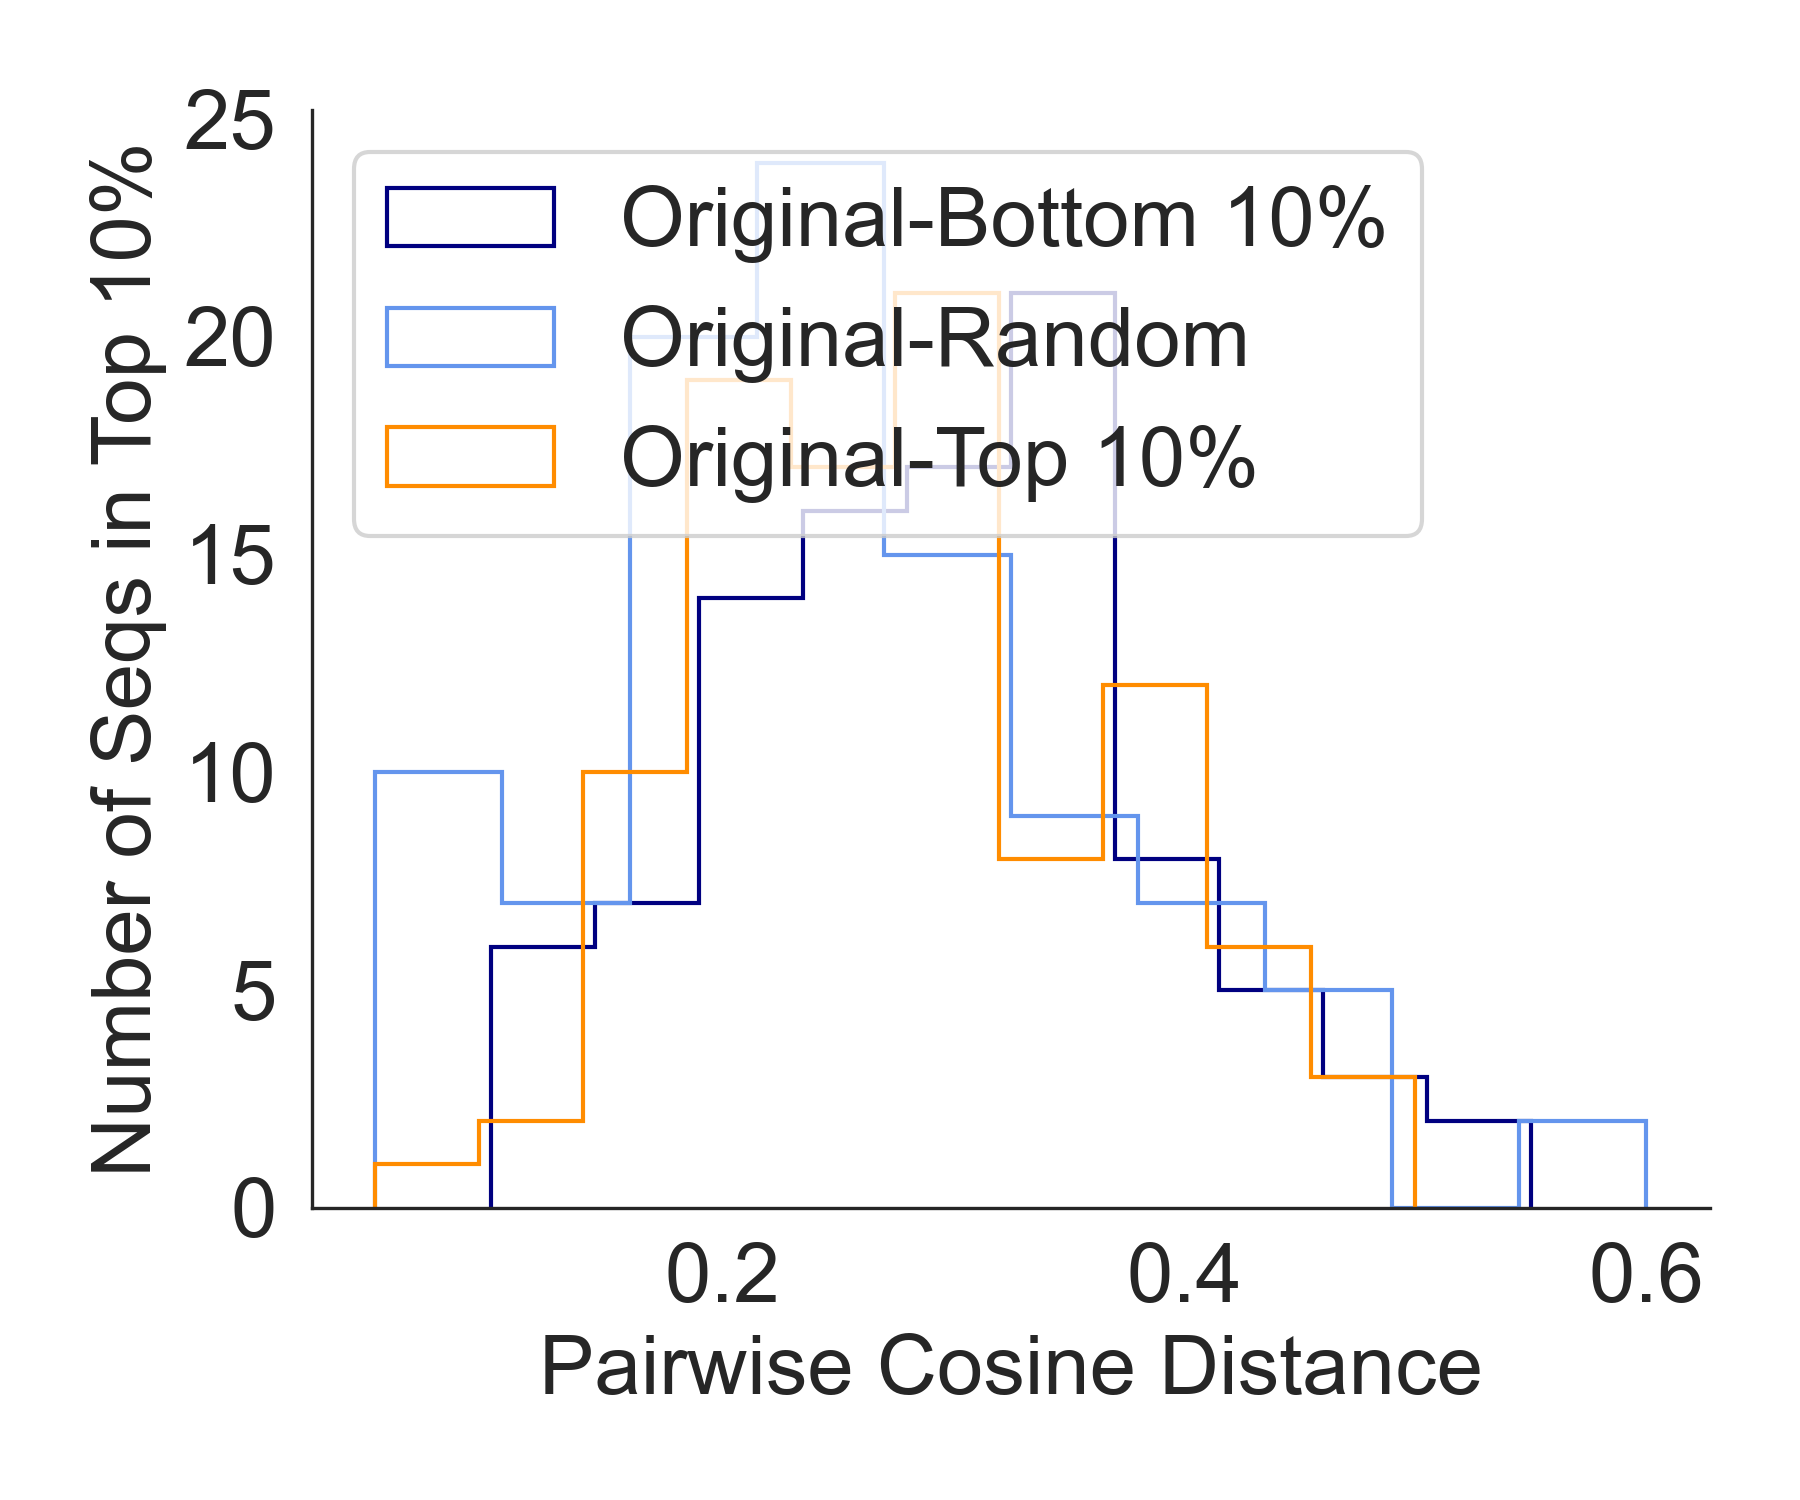 Number of Seqs in Top 10%
25
20
15
10
5
0
Original-Bottom 10%
Original-Random
Original-Top 10%
0.2 0.4 0.6
Pairwise Cosine Distance